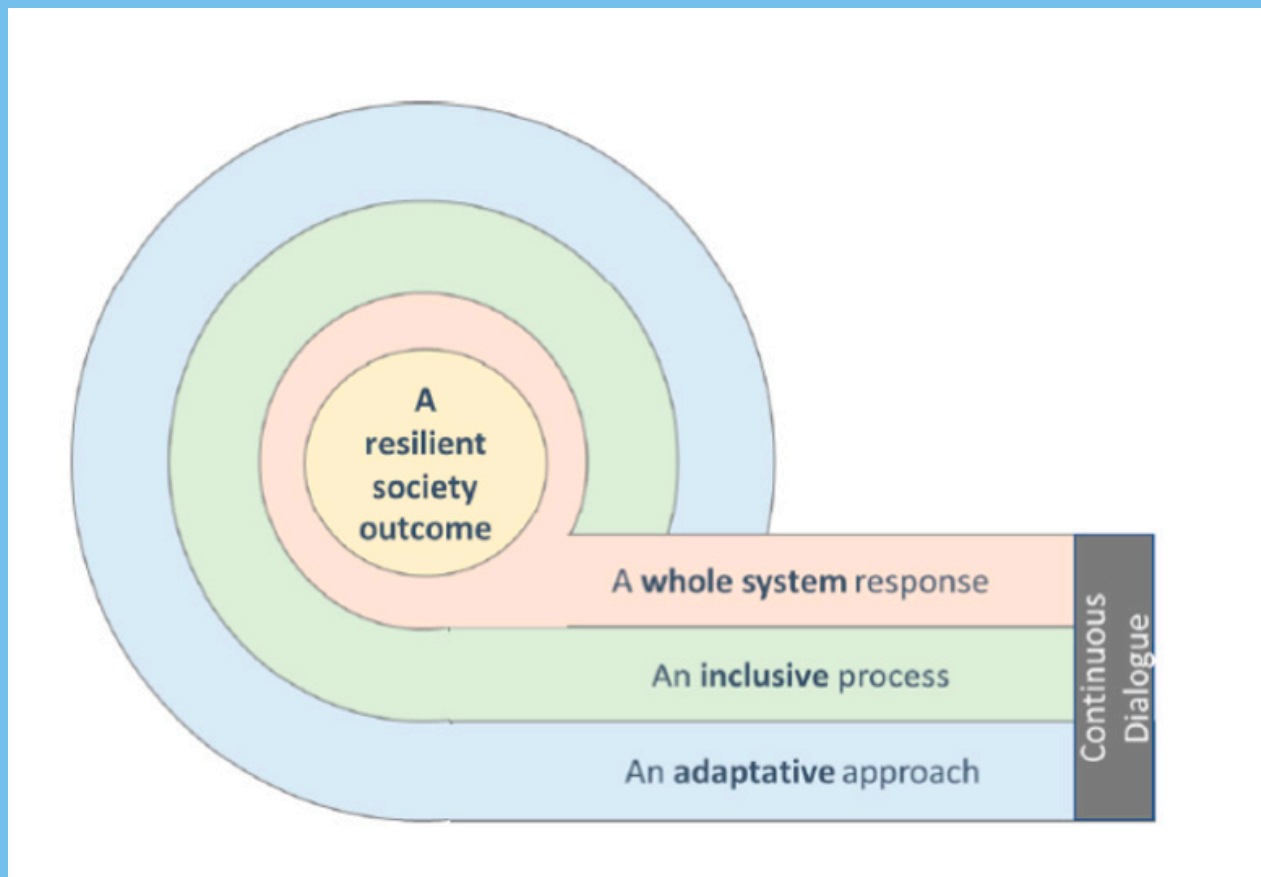 A
resilient
society
outcome
A whole system response
An inclusive process
An adaptative approach
Continuous
Dialogue